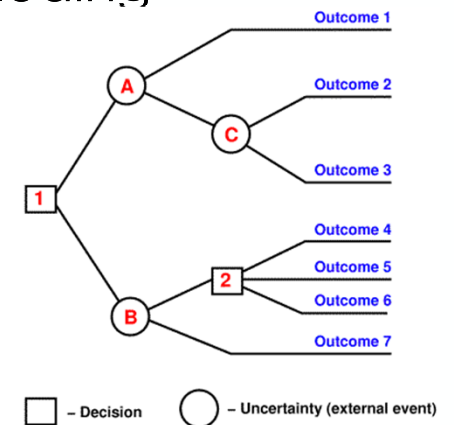 Outcome 1
A
Outcome 2
C
Outcome 3
1
Outcome 4
2
Outcome 5
Outcome 6
B
Outcome 7
– Decision
– Uncertainty (external event)